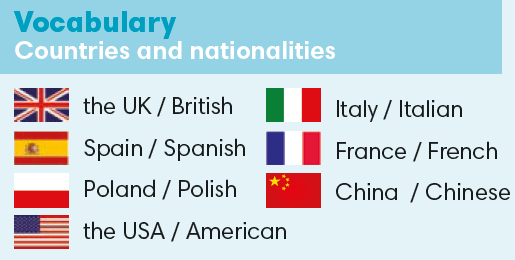 Vocabulary
Countries and nationalities
the UK / British
Spain / Spanish
Poland / Polish
the USA / American
Italy / Italian
France / French
China / Chinese